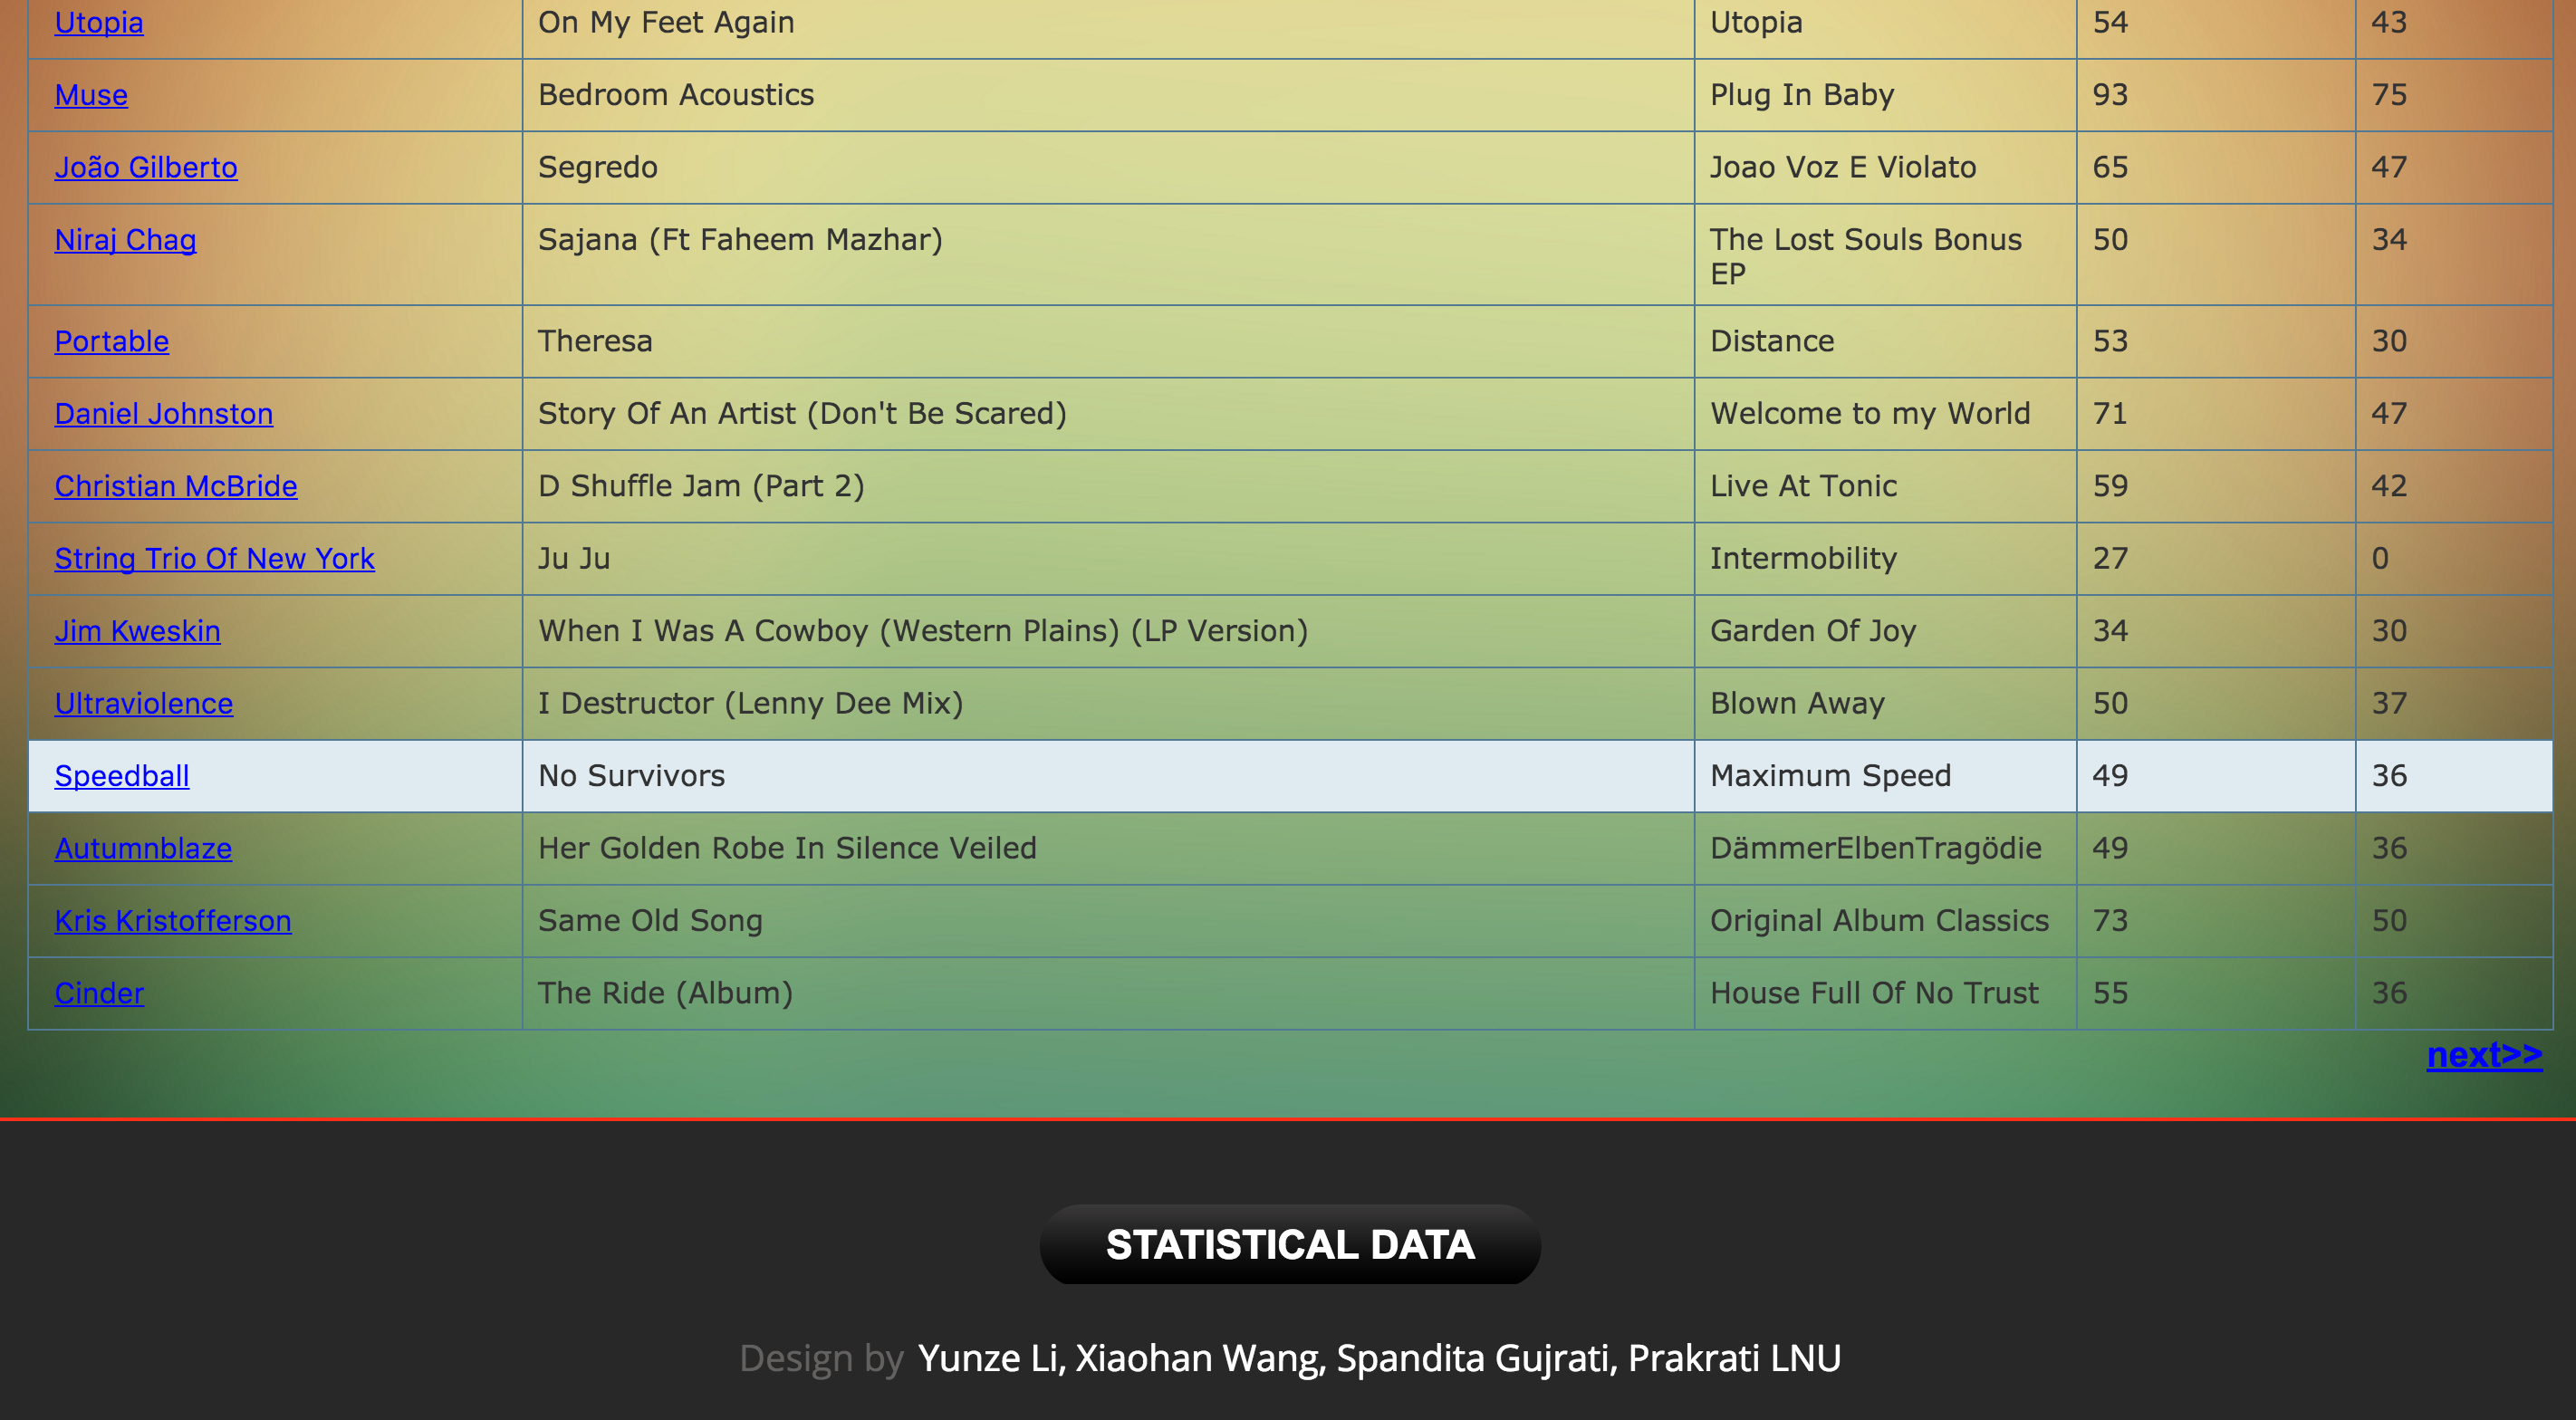 Utopia On My Feet Again Utopia 54 43
Muse Bedroom Acoustics Plug In Baby 93 75
João Gilberto Segredo Joao Voz E Violato 65 47
Niraj Chag Sajana (Ft Faheem Mazhar) The Lost Souls Bonus 50 34
EP
Portable Theresa Distance 53 30
Daniel Johnston Story Of An Artist (Don't Be Scared) Welcome to my World 71 47
Christian McBride D Shuffle Jam (Part 2) Live At Tonic 59 42
String Trio Of New York Ju Ju Intermobility 27 0
Jim Kweskin When I Was A Cowboy (Western Plains) (LP Version) Garden Of Joy 34 30
Ultraviolence I Destructor (Lenny Dee Mix) Blown Away 50 37
Speedball No Survivors Maximum Speed 49 36
Autumnblaze Her Golden Robe In Silence Veiled DämmerElbenTragödie 49 36
Kris Kristofferson Same Old Song Original Album Classics 73 50
Cinder The Ride (Album) House Full Of No Trust 55 36
next>>
STATISTICAL DATA
Design by Yunze Li, Xiaohan Wang, Spandita Gujrati, Prakrati LNU